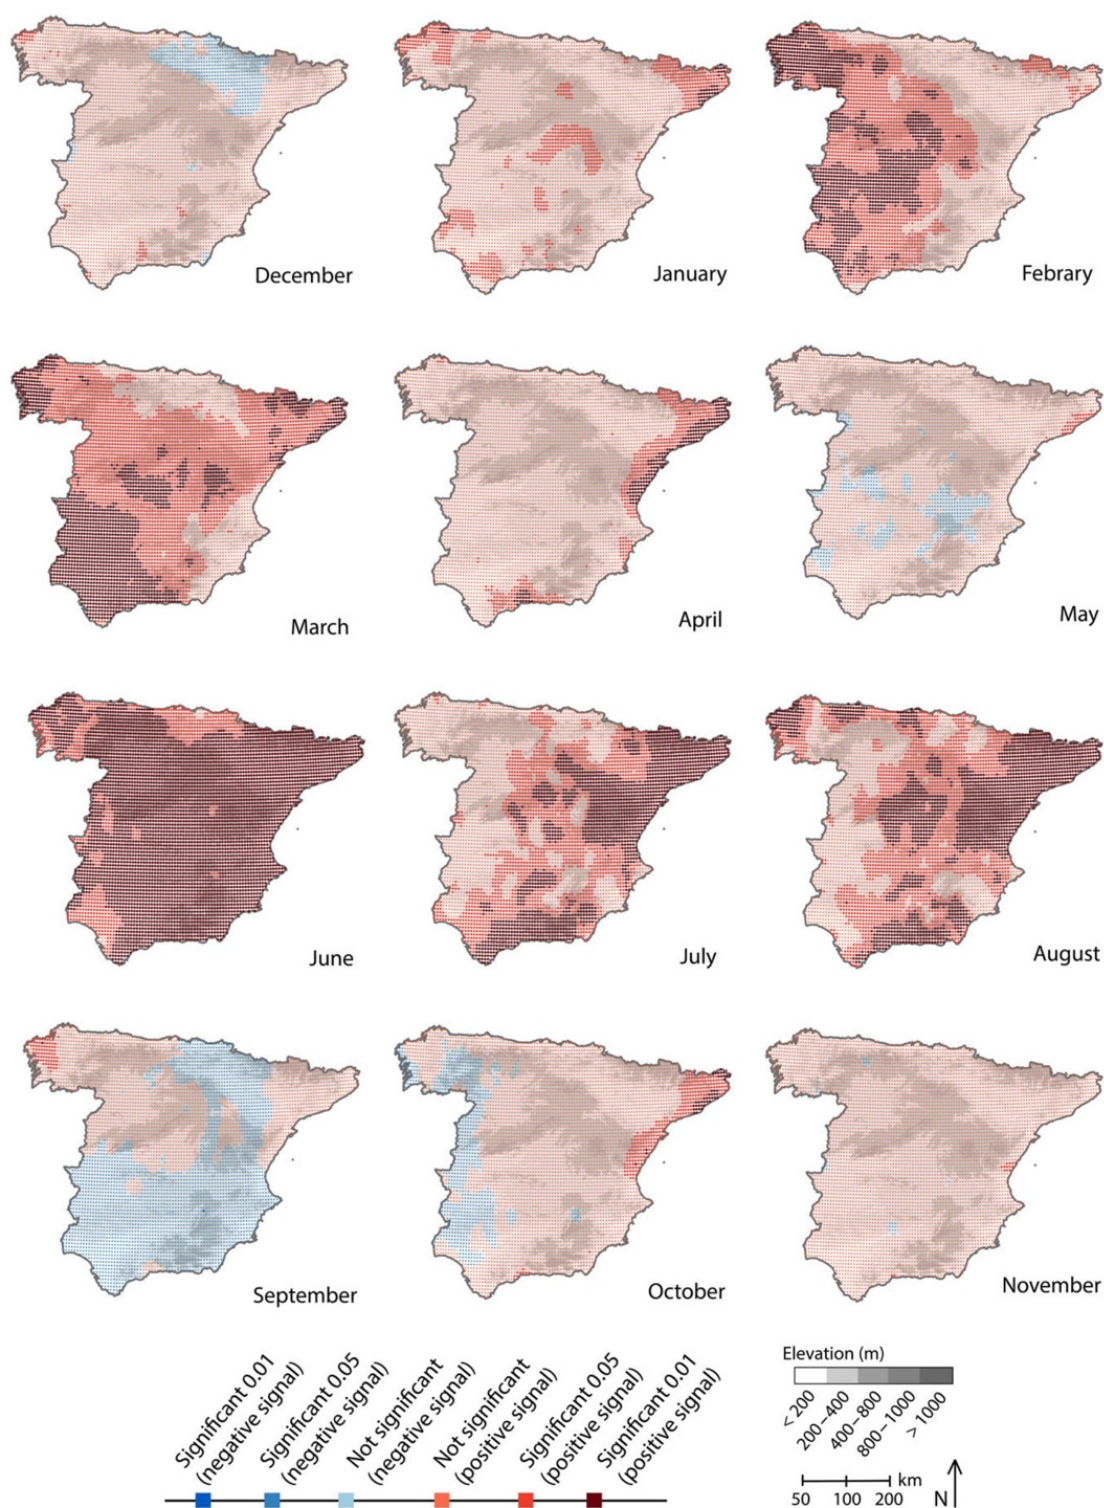 December
January
Febrary
March
April
May
June
July
August
September
October
November
Significant 0.01
(negative signal)
Significant 0.05
(negative signal)
Not significant
(negative signal)
Not significant
(positive signal)
Significant 0.05
(positive signal)
Significant 0.01
(positive signal)
Elevation (m)
< 200
200–400
400–800
800–1000
> 1000
km
50 100 200
N